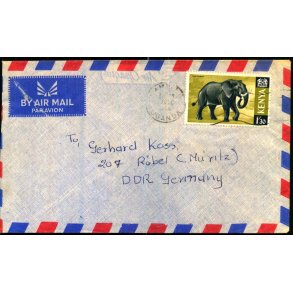 BY AIR MAIL
PAR AVION
KENYA
1'30
To,
Gerhard Kass,
207 Röbel (Müritz)
DDR Germany